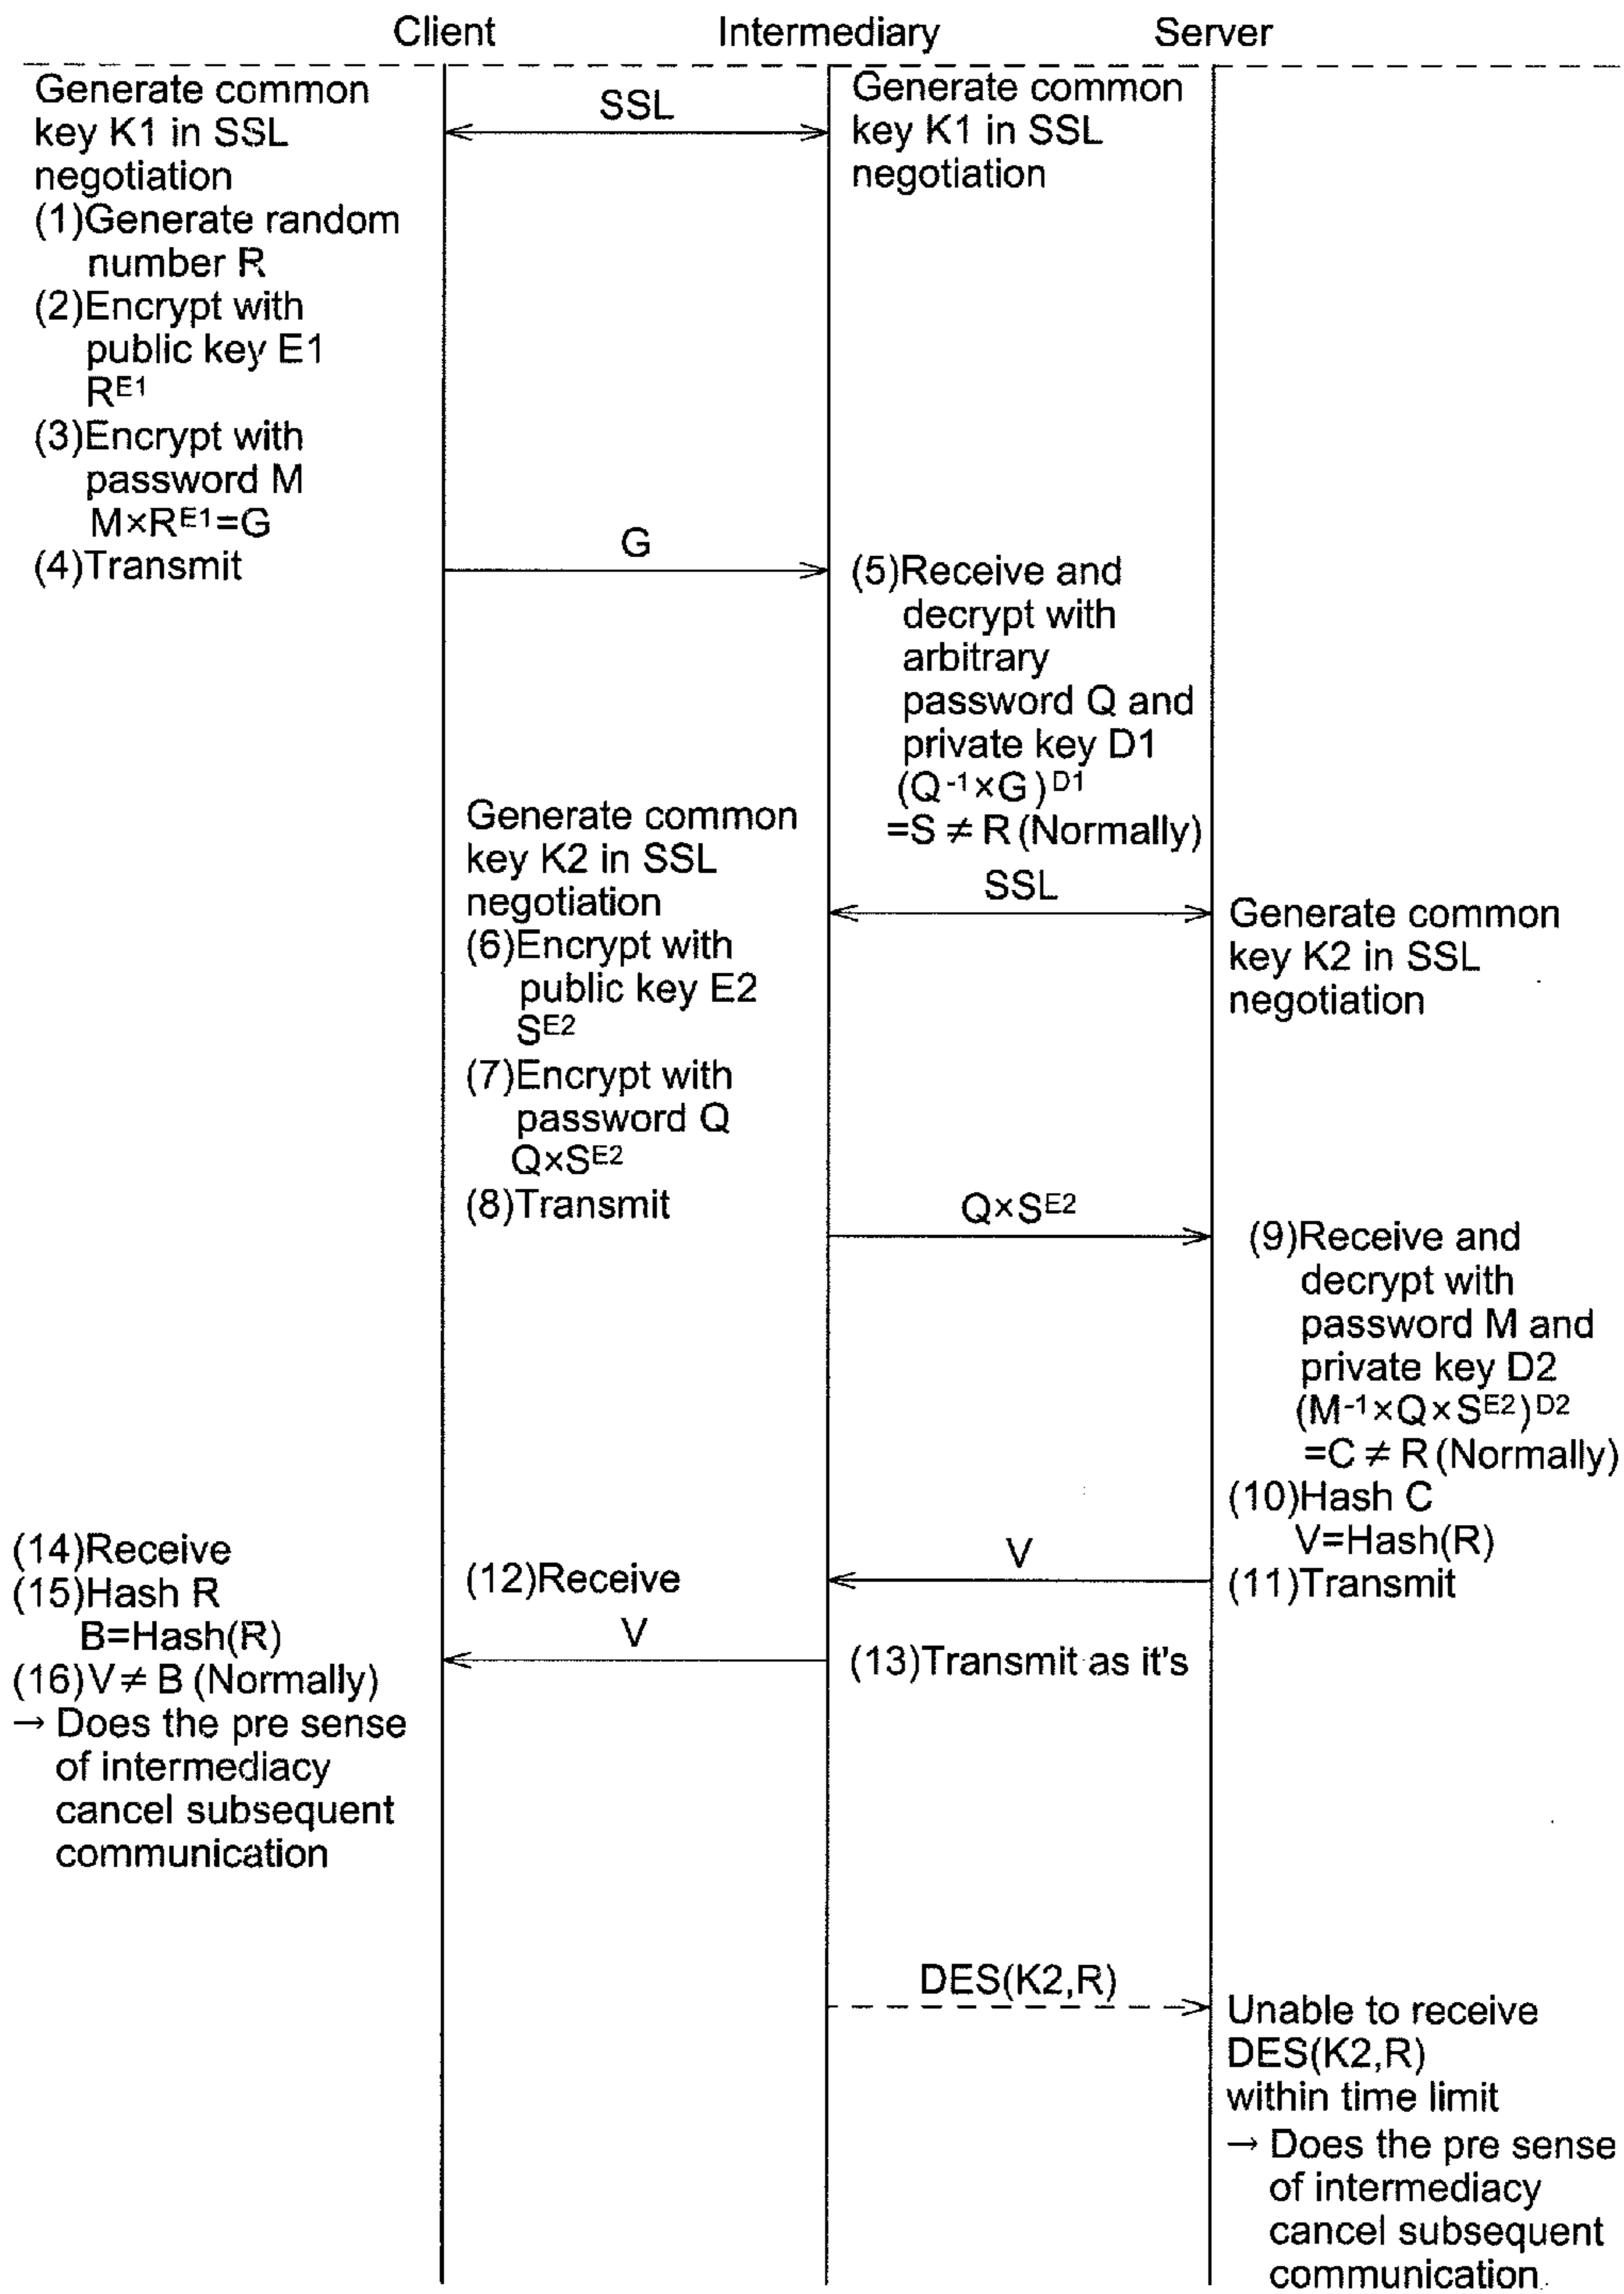 Client Intermediary Server
Generate common
key K1 in SSL
negotiation
SSL
Generate common
key K1 in SSL
negotiation
(1)Generate random
number R
(2)Encrypt with
public key E1
R^E1
(3)Encrypt with
password M
M×R^E1=G
(4)Transmit
G
(5)Receive and
decrypt with
arbitrary
password Q and
private key D1
(Q^-1×G)^D1
=S ≠ R (Normally)
Generate common
key K2 in SSL
negotiation
SSL
Generate common
key K2 in SSL
negotiation
(6)Encrypt with
public key E2
S^E2
(7)Encrypt with
password Q
Q×S^E2
(8)Transmit
Q×S^E2
(9)Receive and
decrypt with
password M and
private key D2
(M^-1×Q×S^E2)^D2
=C ≠ R (Normally)
(10)Hash C
V=Hash(R)
(11)Transmit
V
(12)Receive
(13)Transmit as it's
V
(14)Receive
(15)Hash R
B=Hash(R)
(16)V ≠ B (Normally)
→ Does the pre sense
of intermediacy
cancel subsequent
communication
DES(K2,R)
Unable to receive
DES(K2,R)
within time limit
→ Does the pre sense
of intermediacy
cancel subsequent
communication